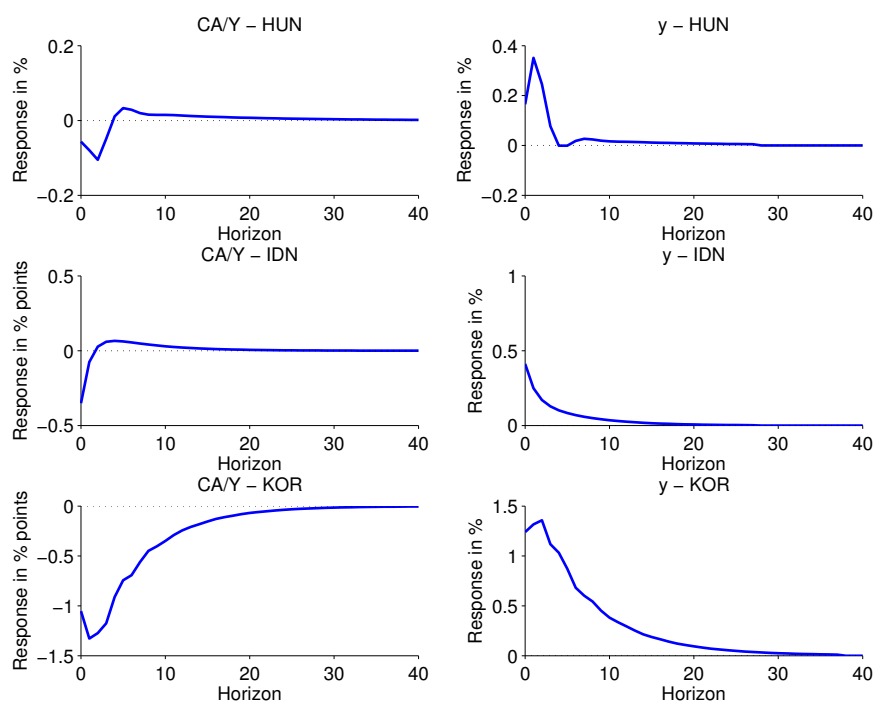 CA/Y − HUN
Response in %
0.2
0
−0.2
0 10 20 30 40
Horizon
y − HUN
Response in %
0.4
0.2
0
−0.2
0 10 20 30 40
Horizon
CA/Y − IDN
Response in % points
0.5
0
−0.5
0 10 20 30 40
Horizon
y − IDN
Response in %
1
0.5
0
0 10 20 30 40
Horizon
CA/Y − KOR
Response in % points
0
−0.5
−1
−1.5
0 10 20 30 40
Horizon
y − KOR
Response in %
1.5
1
0.5
0
0 10 20 30 40
Horizon